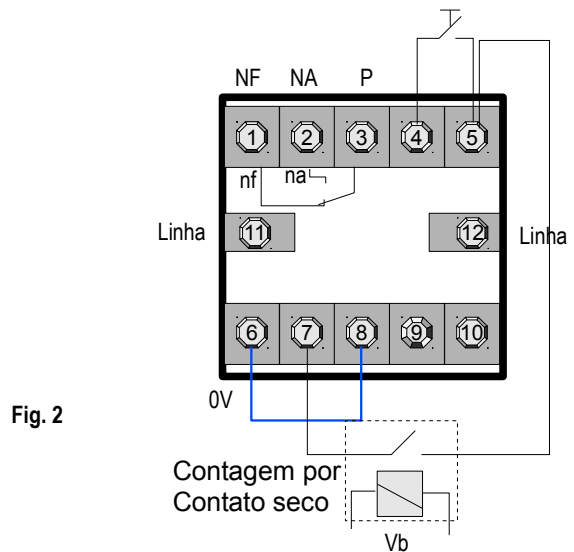 NF NA P
1 2 3 4 5
nf na
Linha 11 12 Linha
6 7 8 9 10
0V
Fig. 2
Contagem por
Contato seco
Vb